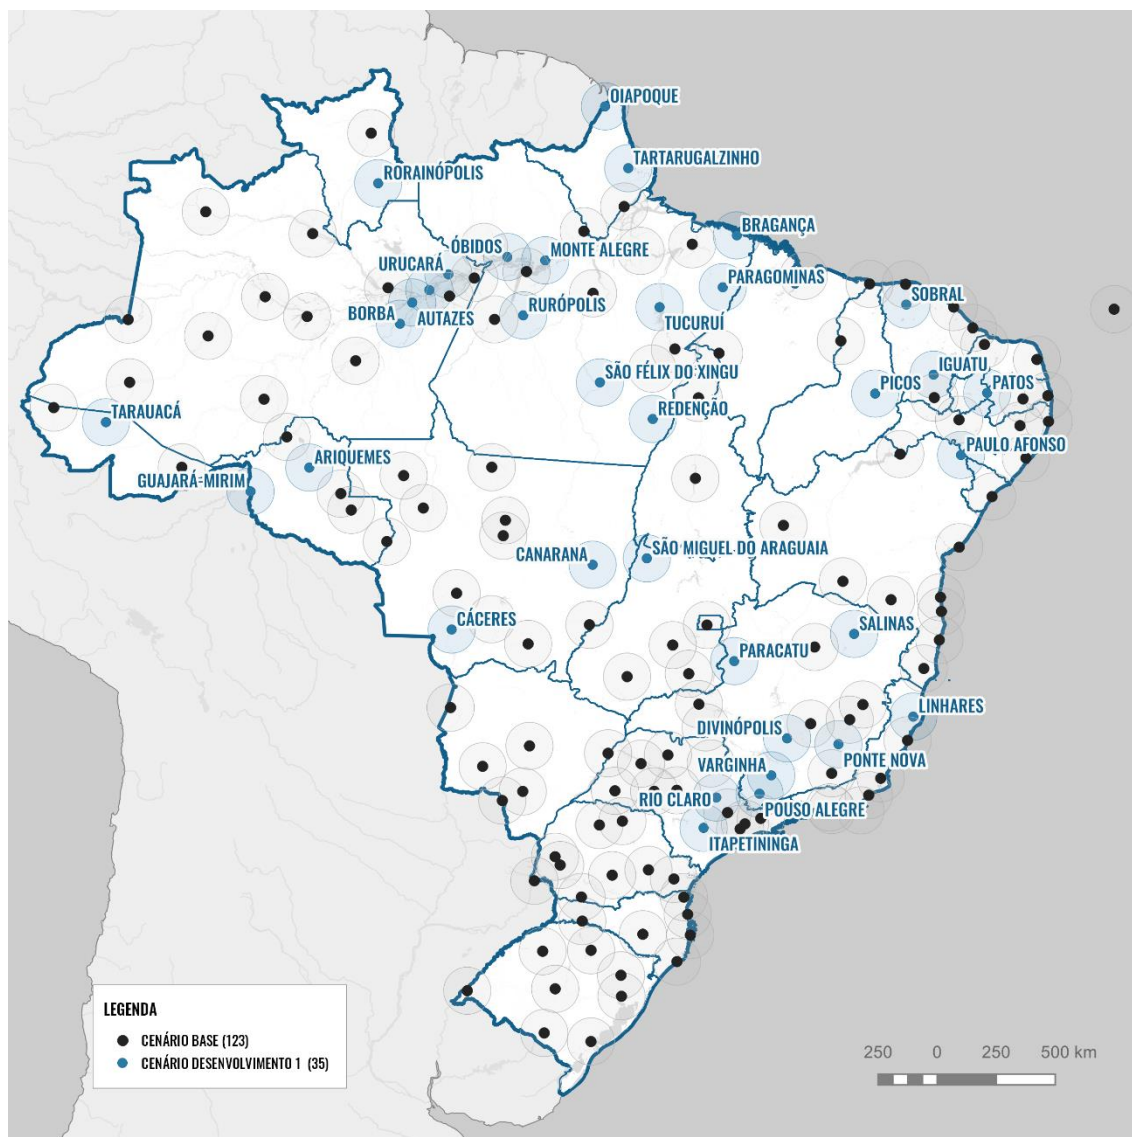 OIAPOQUE
TARTARUGALZINHO
RORAINÓPOLIS
BRAGANÇA
ÓBIDOS
MONTE ALEGRE
URUCARÁ
PARAGOMINAS
SOBRAL
RURÓPOLIS
BORBA
AUTAZES
TUCURUÍ
IGUATU
SÃO FÉLIX DO XINGU
PICOS
PATOS
TARAUACÁ
REDENÇÃO
PAULO AFONSO
ARIQUEMES
GUAJARÁ-MIRIM
CANARANA
SÃO MIGUEL DO ARAGUAIA
CÁCERES
SALINAS
PARACATU
LINHARES
DIVINÓPOLIS
VARGINHA
PONTE NOVA
RIO CLARO
POUSO ALEGRE
ITAPETININGA
LEGENDA
CENÁRIO BASE (123)
CENÁRIO DESENVOLVIMENTO 1 (35)
250 0 250 500 km